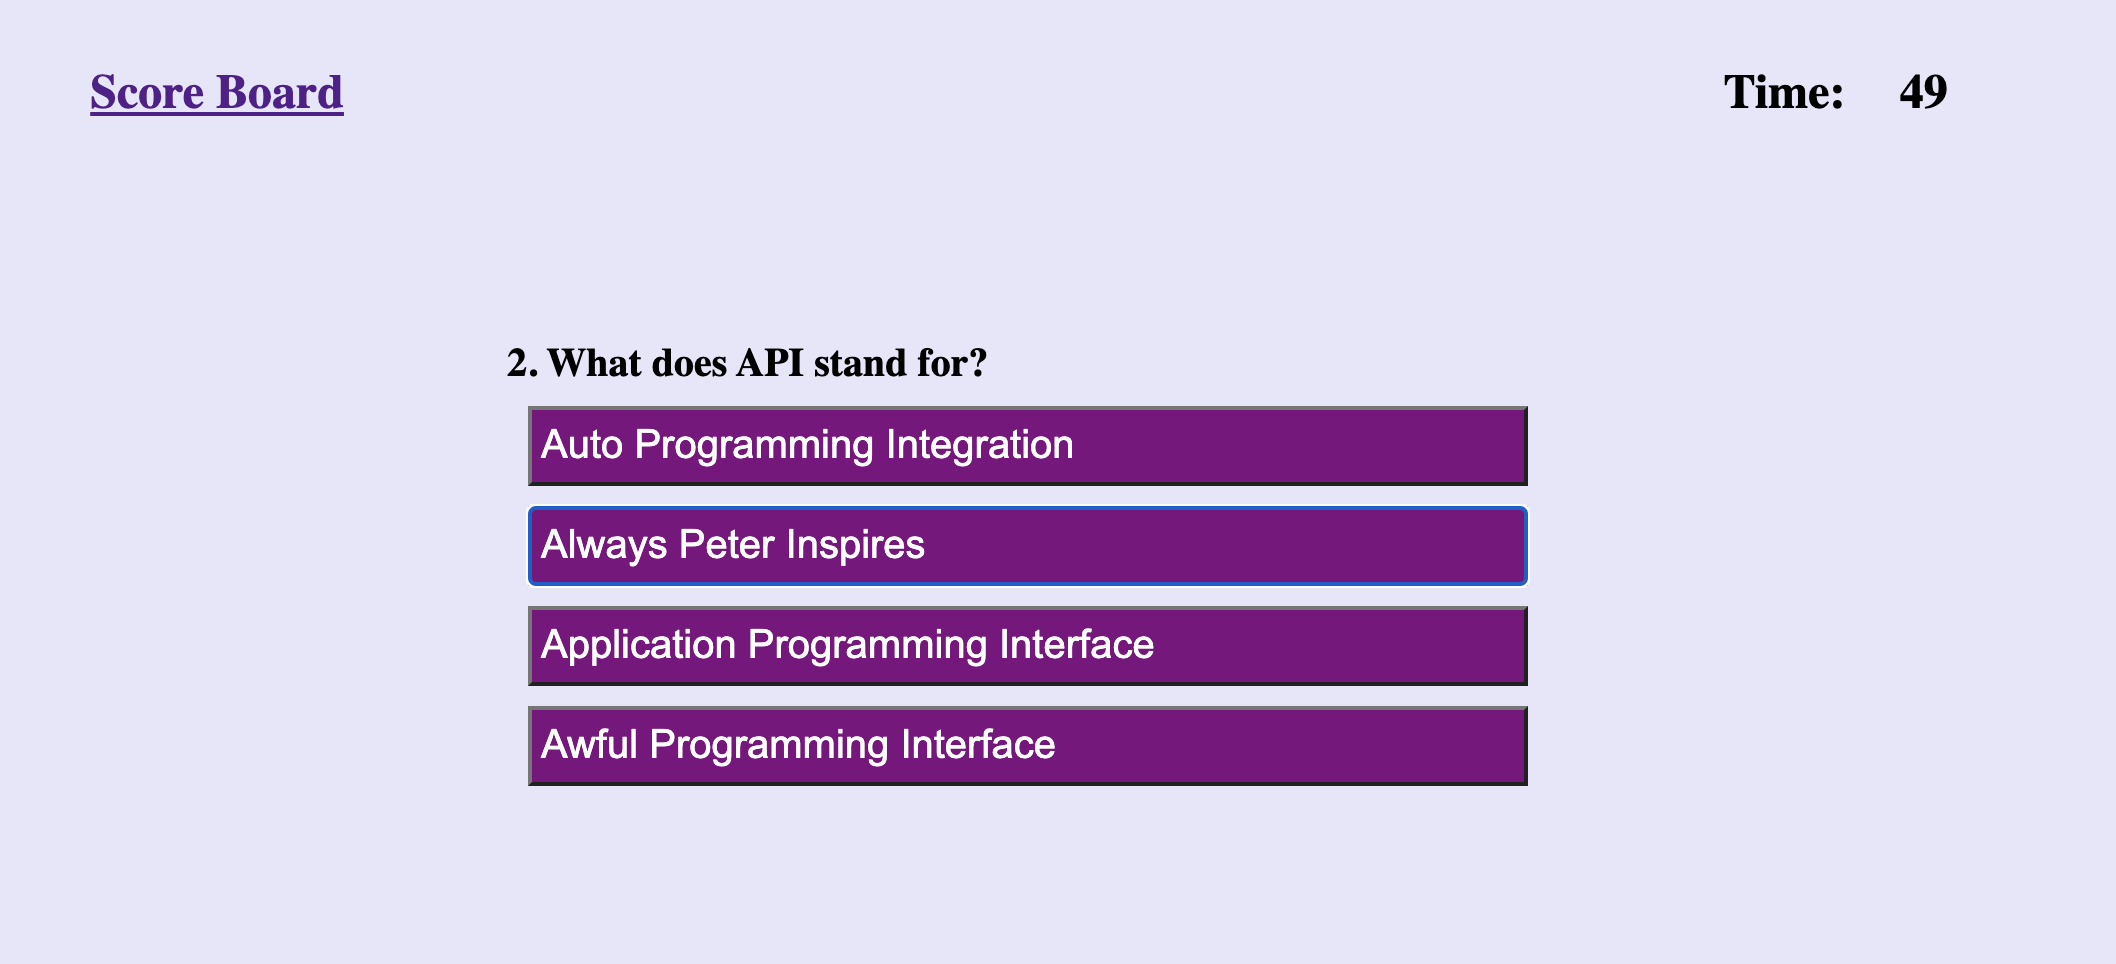 Score Board
Time: 49
2. What does API stand for?
Auto Programming Integration
Always Peter Inspires
Application Programming Interface
Awful Programming Interface